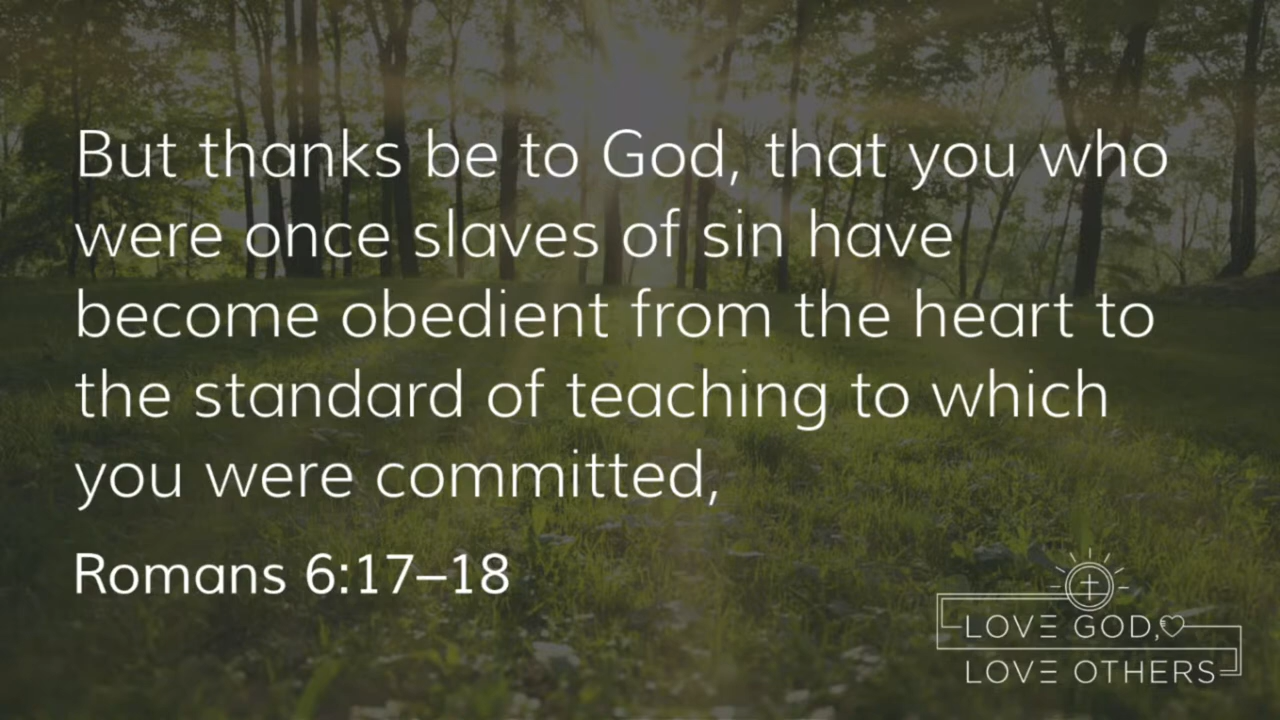 But thanks be to God, that you who
were once slaves of sin have
become obedient from the heart to
the standard of teaching to which
you were committed,
Romans 6:17–18
LOVE GOD,
LOVE OTHERS